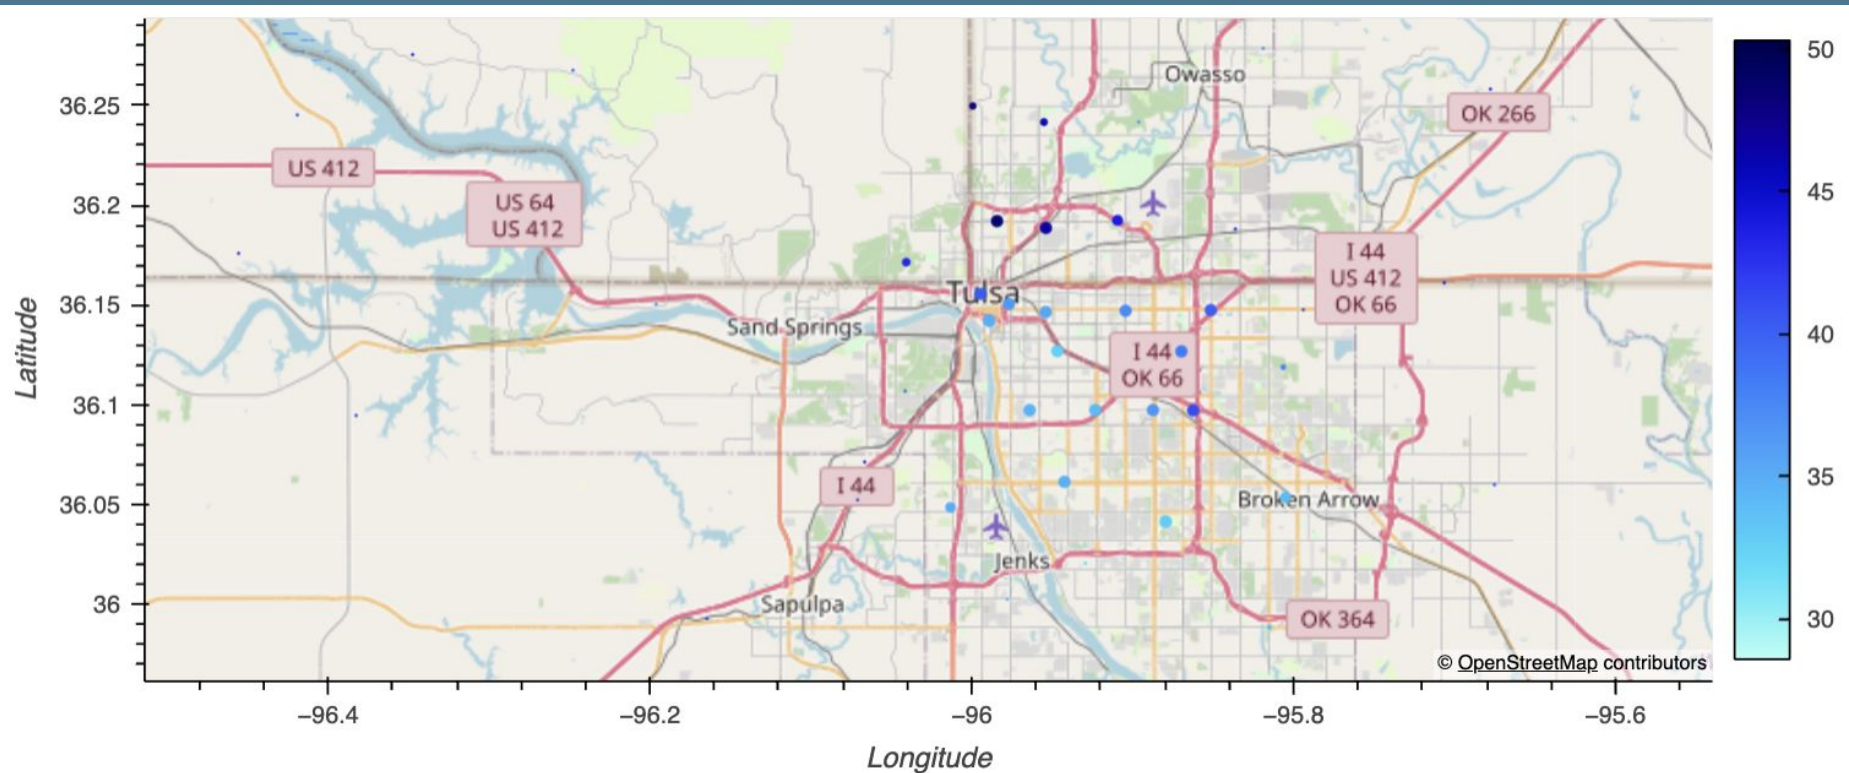 Owasso
36.25
OK 266
US 412
36.2
US 64
US 412
I 44
US 412
OK 66
36.15
Tulsa
Sand Springs
I 44
OK 66
36.1
I 44
Broken Arrow
36.05
Jenks
36
Sapulpa
OK 364
© OpenStreetMap contributors
−96.4
−96.2
−96
−95.8
−95.6
Longitude
Latitude
50
45
40
35
30